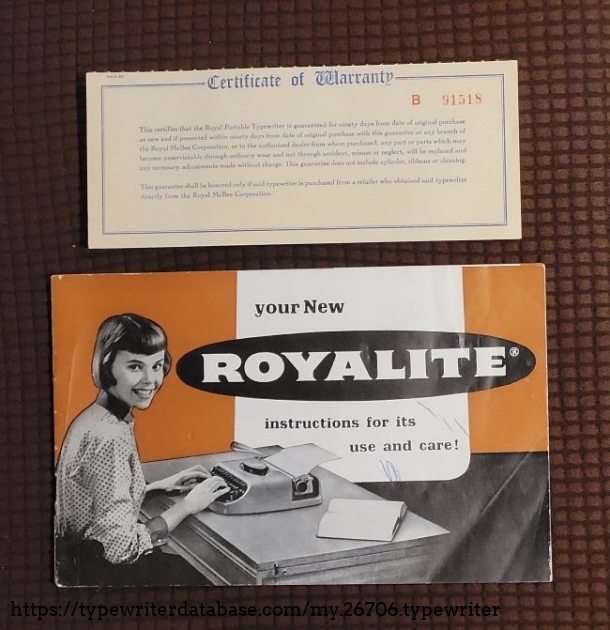 Certificate of Warranty
B 91518
This certifies that the Royal Portable Typewriter is guaranteed for ninety days from date of original purchase
as new and if presented within ninety days from date of original purchase with this guarantee at any branch of
the Royal McBee Corporation, or to the authorized dealer from whom purchased, any part or parts which may
become unserviceable through ordinary wear and not through accident, misuse or neglect, will be replaced and
any necessary adjustments made without charge. This guarantee does not include cylinder, ribbons or cleaning.
This guarantee shall be honored only if said typewriter is purchased from a retailer who obtained said typewriter
directly from the Royal McBee Corporation.
your New
ROYALITE®
instructions for its
use and care!
https://typewriterdatabase.com/my.26706.typewriter